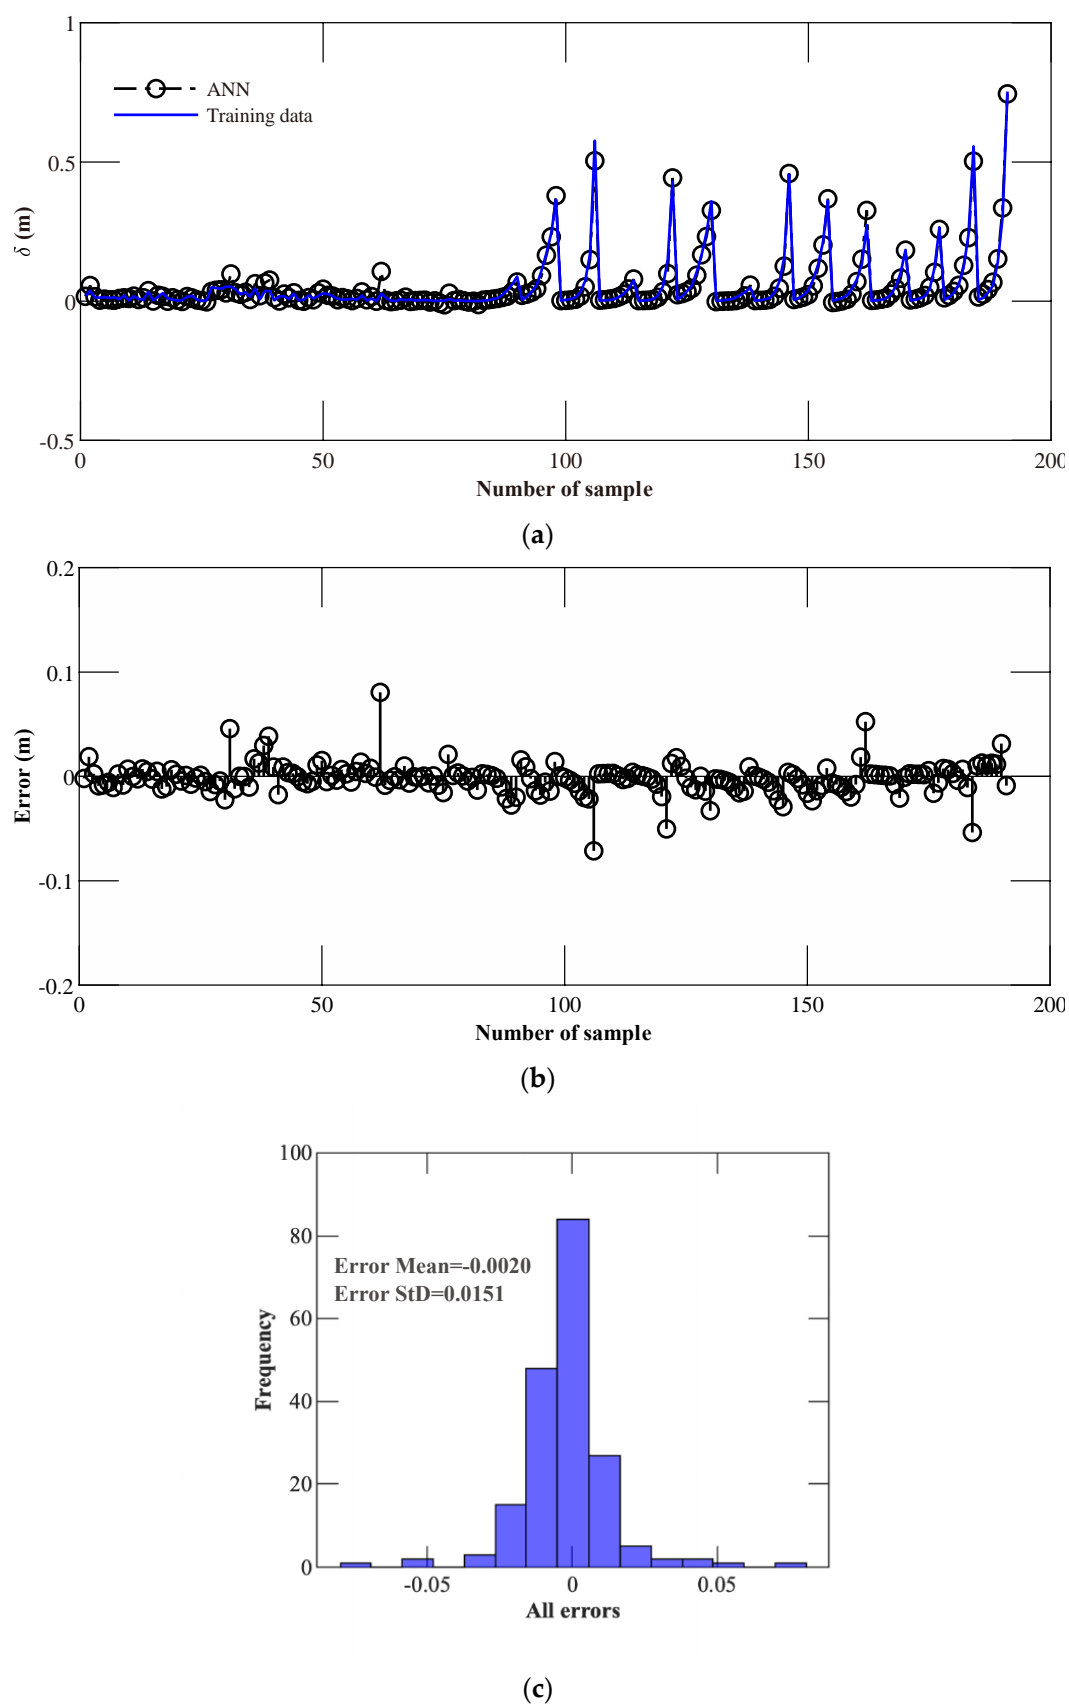 1
ANN
Training data
0.5
δ (m)
0
-0.5
0 50 100 150 200
Number of sample
(a)
0.2
0.1
Error (m)
0
-0.1
-0.2
0 50 100 150 200
Number of sample
(b)
100
80
Error Mean=-0.0020
Error StD=0.0151
60
Frequency
40
20
0
-0.05 0 0.05
All errors
(c)